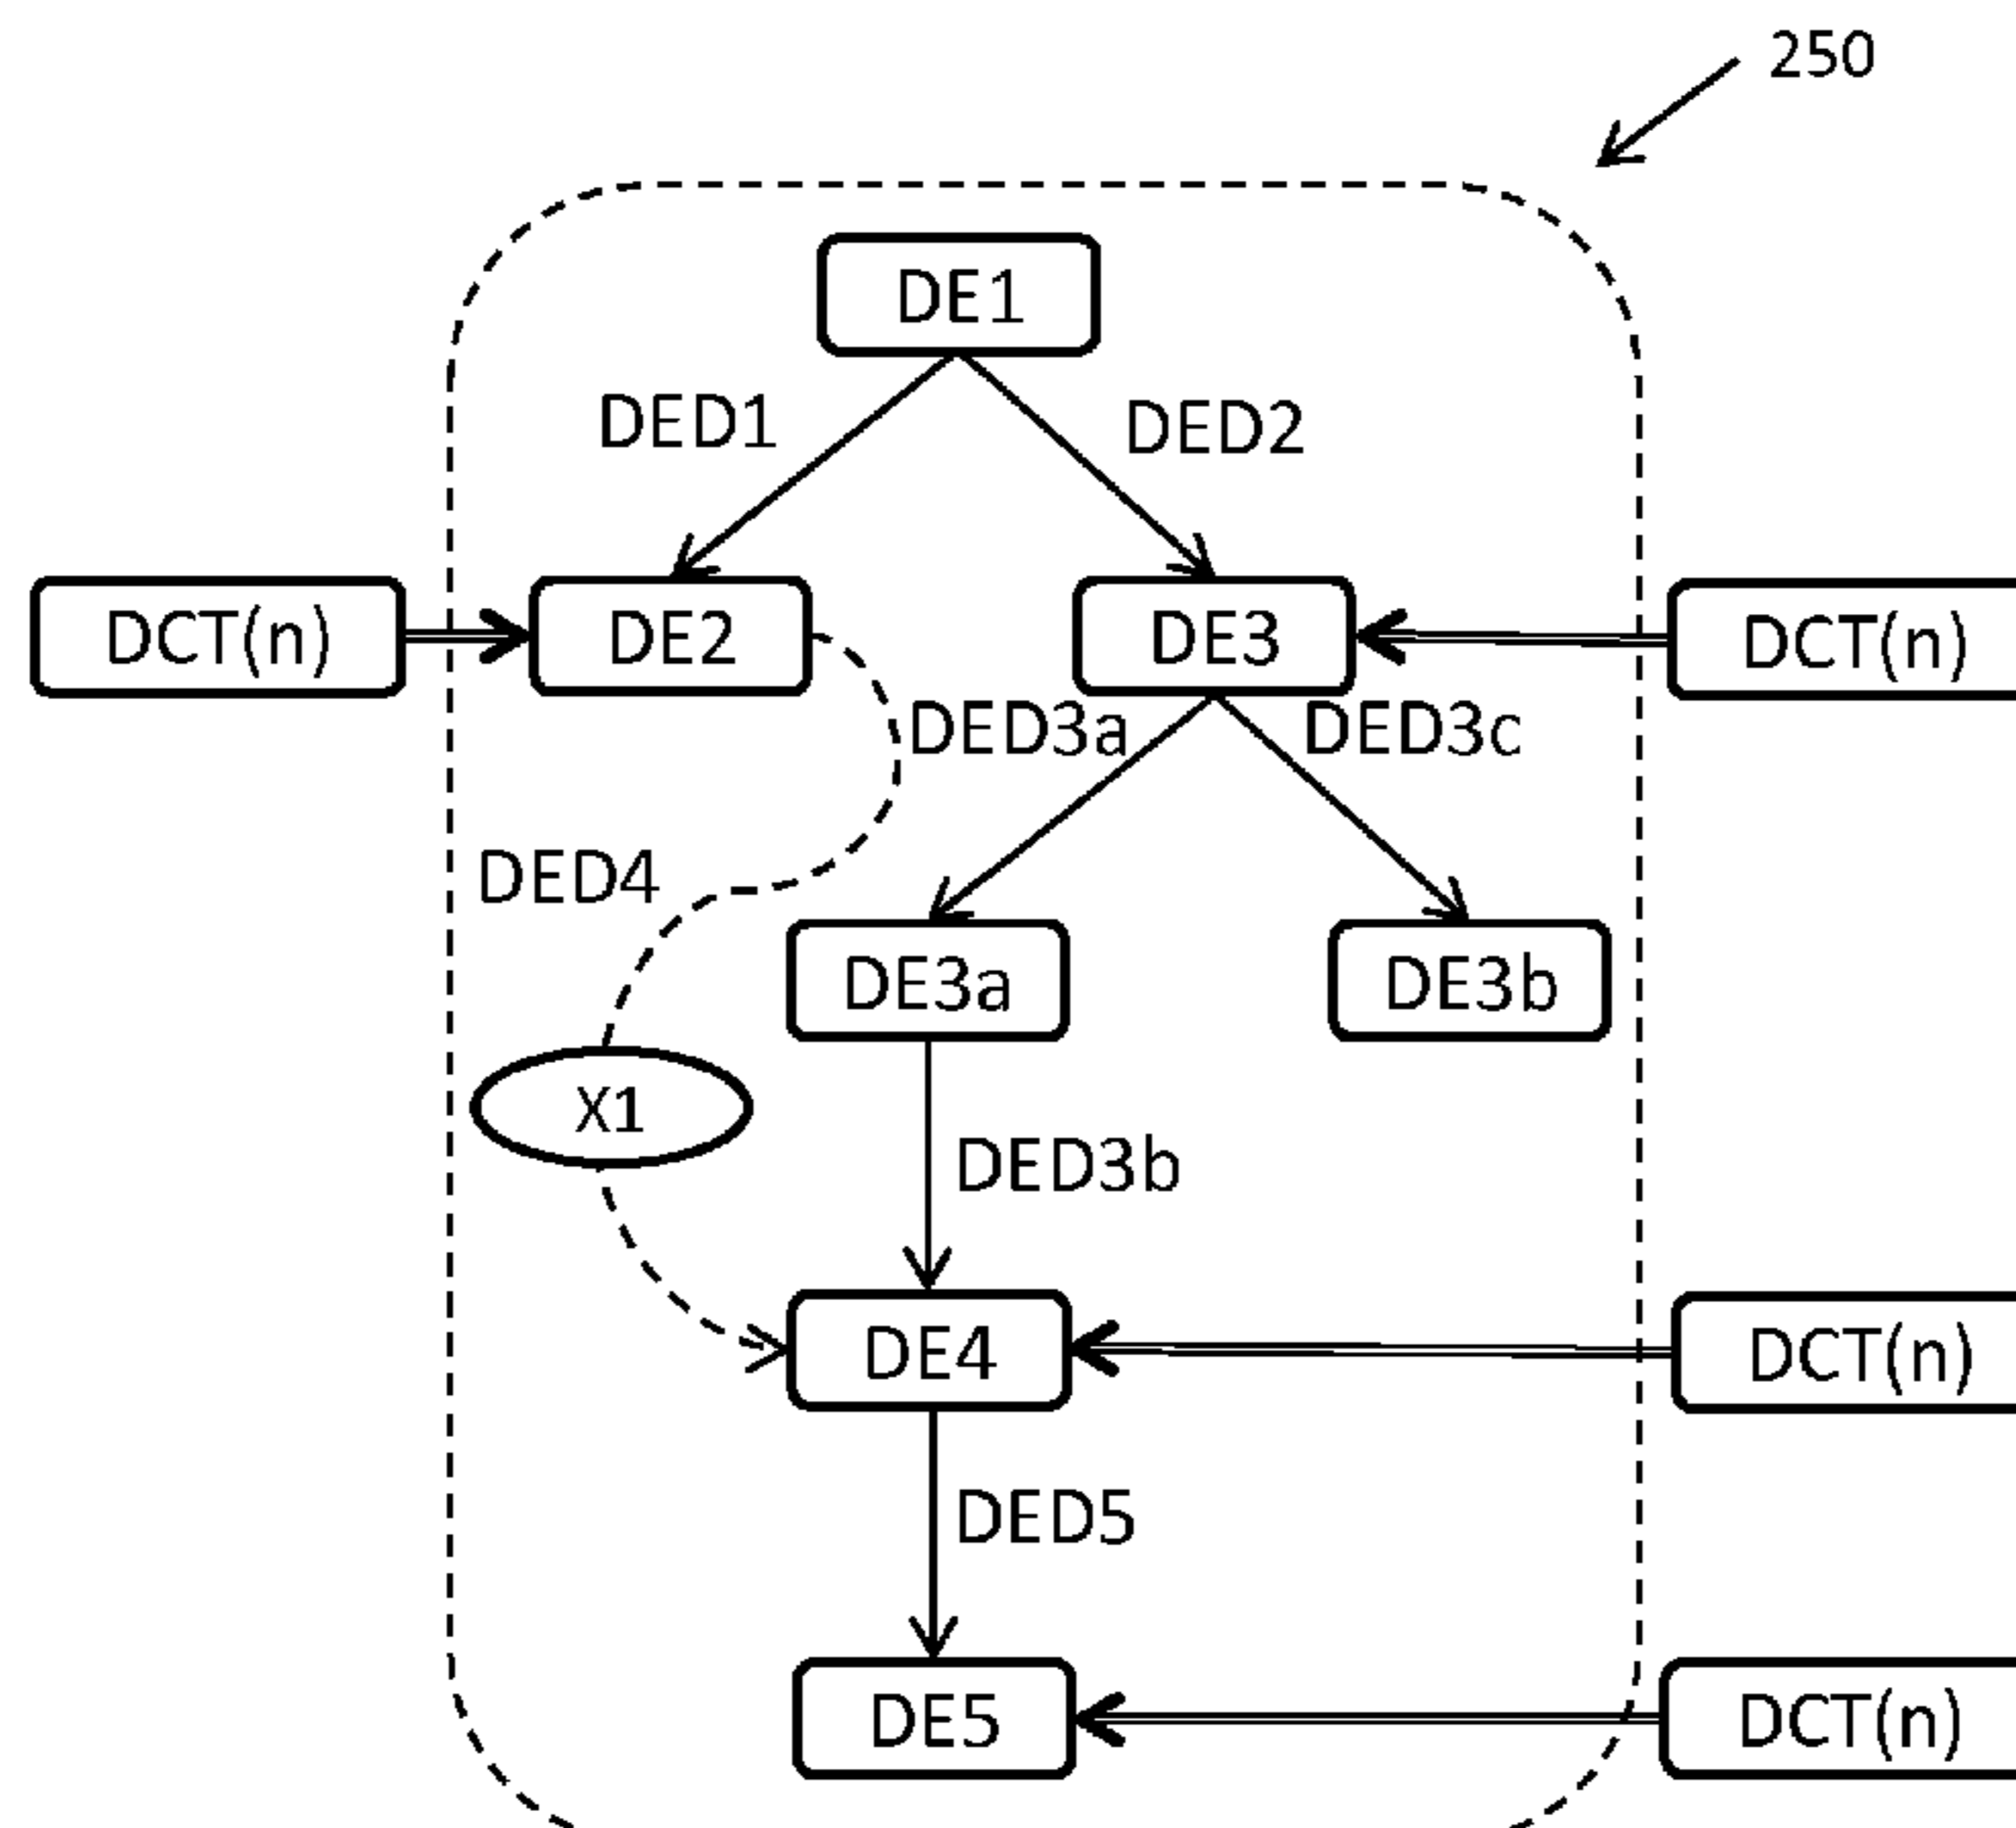 250
DE1
DED1
DED2
DCT(n)
DE2
DE3
DCT(n)
DED3a
DED3c
DED4
DE3a
DE3b
X1
DED3b
DE4
DCT(n)
DED5
DE5
DCT(n)